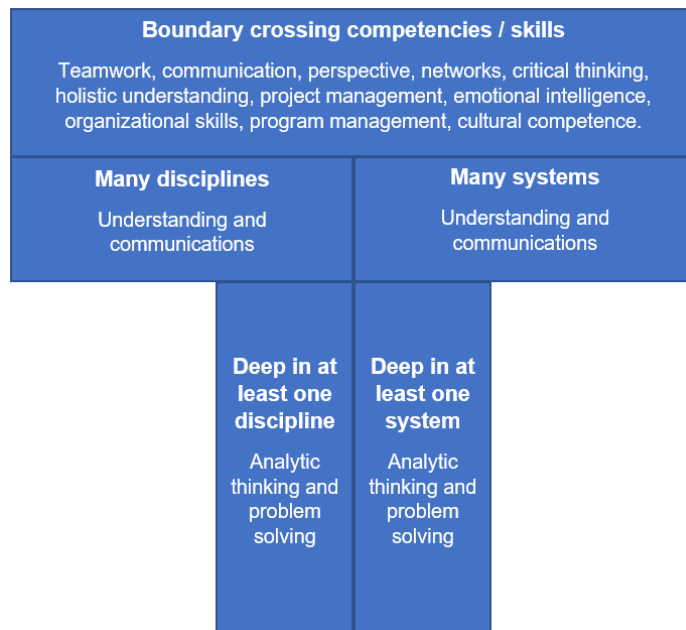 Boundary crossing competencies / skills
Teamwork, communication, perspective, networks, critical thinking,
holistic understanding, project management, emotional intelligence,
organizational skills, program management, cultural competence.
Many disciplines
Understanding and
communications
Many systems
Understanding and
communications
Deep in at
least one
discipline
Analytic
thinking and
problem
solving
Deep in at
least one
system
Analytic
thinking and
problem
solving